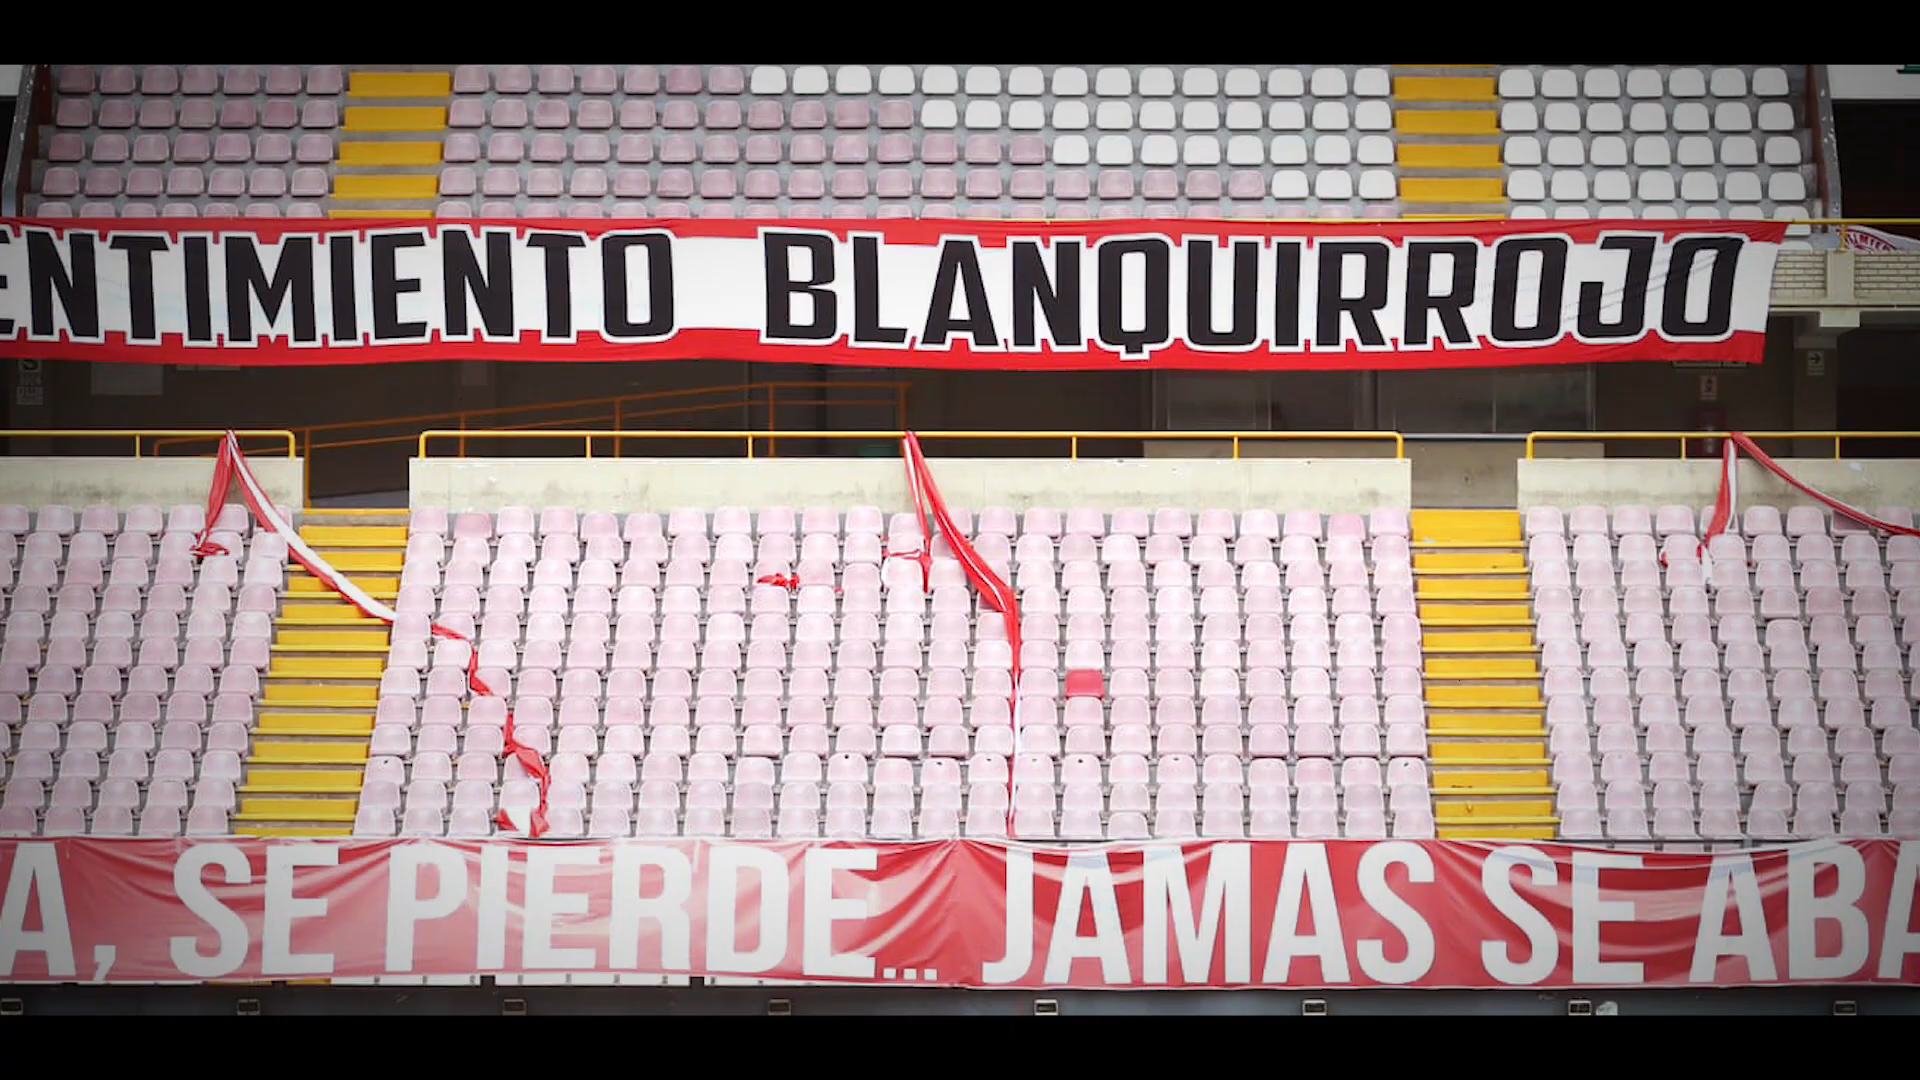 ENTIMIENTO BLANQUIRROJO
A, SE PIERDE... JAMAS SE ABA